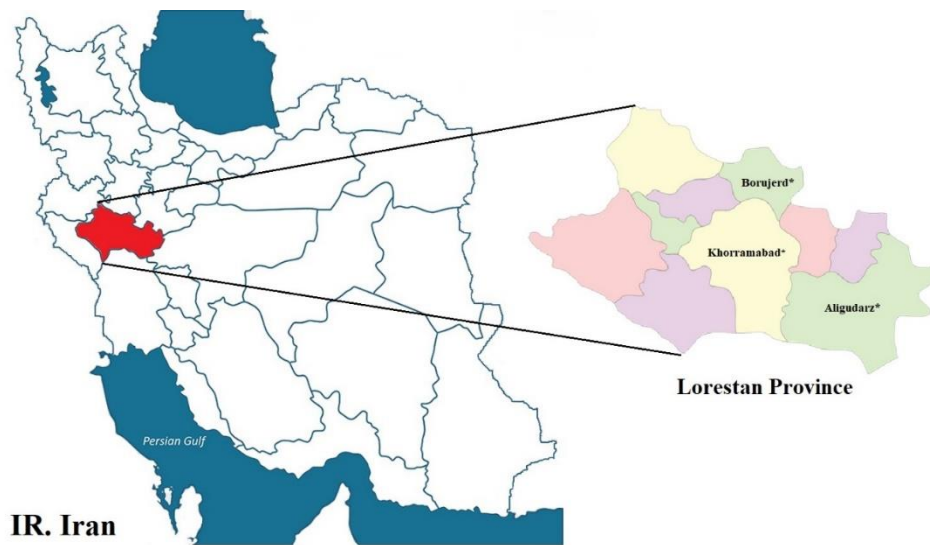 Borujerd*
Khorramabad*
Aligudarz*
Lorestan Province
Persian Gulf
IR. Iran